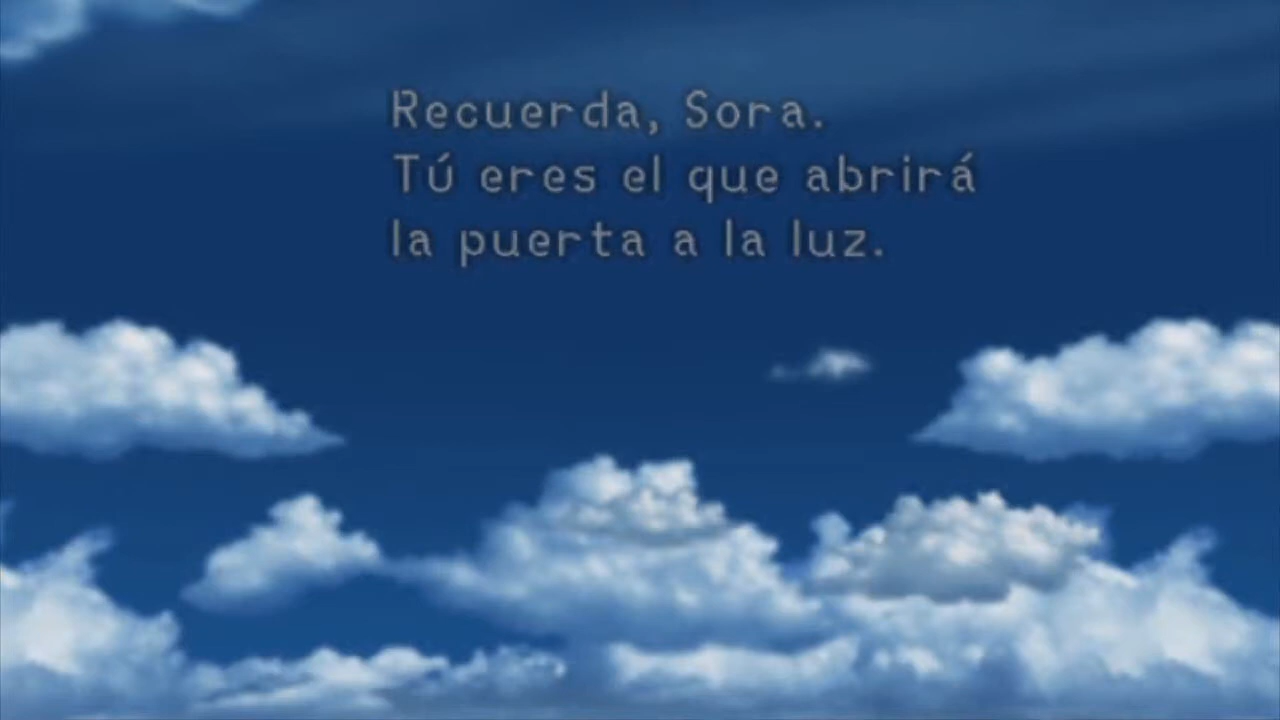 Recuerda, Sora.
Tú eres el que abrirá
la puerta a la luz.